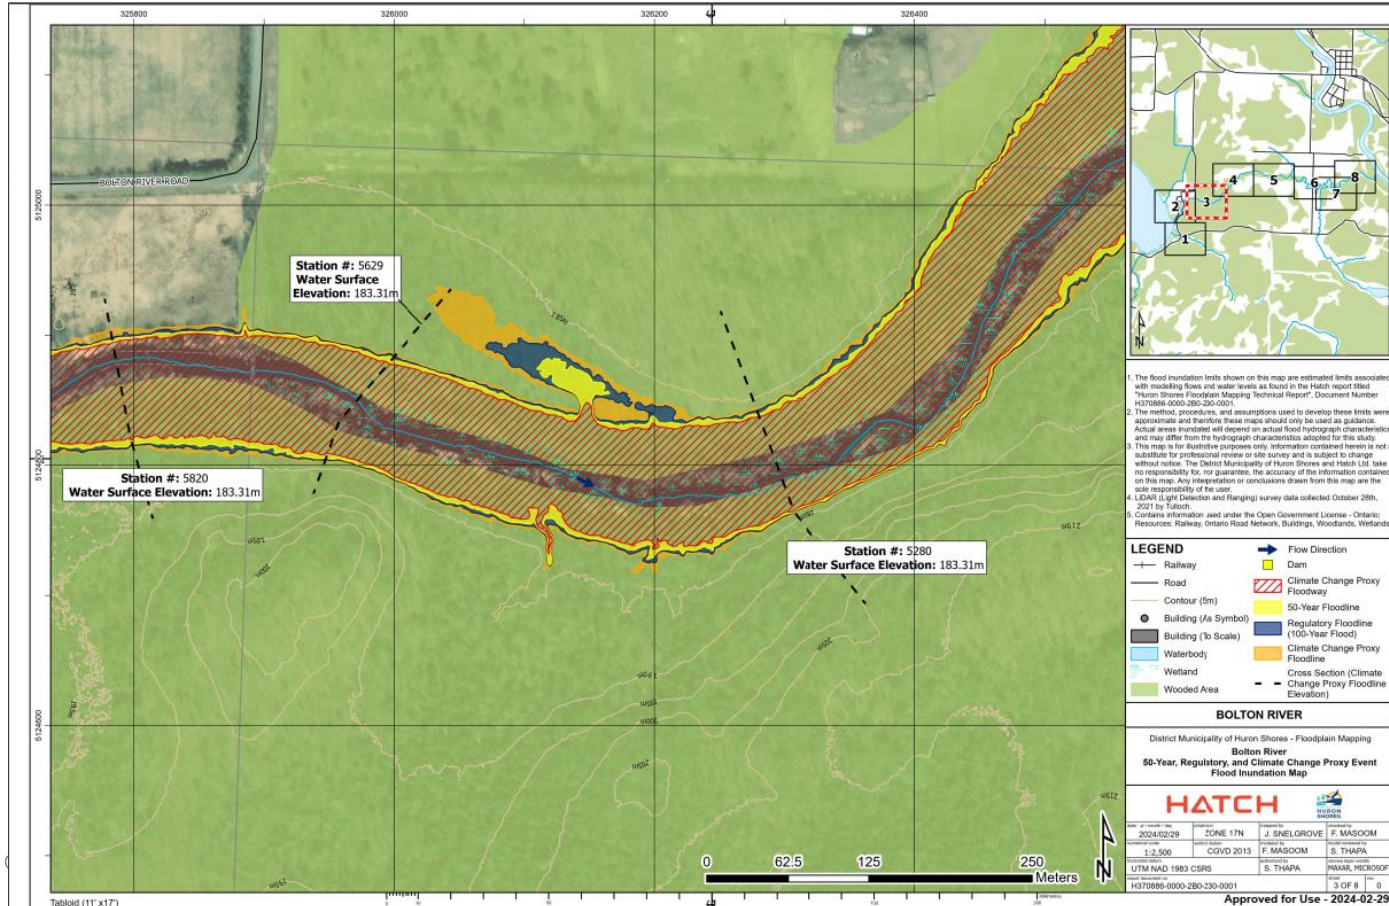 325800
326000
326200
326400
5125000
5124800
5124600
BOLTON RIVER ROAD
Station #: 5629
Water Surface
Elevation: 183.31m
185m
Station #: 5820
Water Surface Elevation: 183.31m
Station #: 5280
Water Surface Elevation: 183.31m
195m
200m
210m
205m
190m
195m
200m
205m
215m
195m
0 62.5 125 250
Meters
N
Tabloid (11" x17")
1
2
3
4
5
6
7
8
N
1. The flood inundation limits shown on this map are estimated limits associated
with modelling flows and water levels as found in the Hatch report titled
"Huron Shores Floodplain Mapping Technical Report", Document Number
H370886-0000-2B0-230-0001.
2. The method, procedures, and assumptions used to develop these limits were
approximate and therefore these maps should only be used as guidance.
Actual areas inundated will depend on actual flood hydrograph characteristics
and may differ from the hydrograph characteristics adopted for this study.
3. This map is for illustrative purposes only. Information contained herein is not a
substitute for professional review or site survey and is subject to change
without notice. The District Municipality of Huron Shores and Hatch Ltd. take
no responsibility for, nor guarantee, the accuracy of the information contained
on this map. Any interpretation or conclusions drawn from this map are the
sole responsibility of the user.
4. LiDAR (Light Detection and Ranging) survey data collected October 28th,
2021 by Tulloch.
5. Contains information used under the Open Government License - Ontario;
Resources: Railway, Ontario Road Network, Buildings, Woodlands, Wetlands
LEGEND
Railway
Road
Contour (5m)
Building (As Symbol)
Building (To Scale)
Waterbody
Wetland
Wooded Area
Flow Direction
Dam
Climate Change Proxy
Floodway
50-Year Floodline
Regulatory Floodline
(100-Year Flood)
Climate Change Proxy
Floodline
Cross Section (Climate
Change Proxy Floodline
Elevation)
BOLTON RIVER
District Municipality of Huron Shores - Floodplain Mapping
Bolton River
50-Year, Regulatory, and Climate Change Proxy Event
Flood Inundation Map
HATCH
HURON
SHORES
2024/02/29 ZONE 17N J. SNELGROVE F. MASOOM
1:2,500 CGVD 2013 F. MASOOM S. THAPA
UTM NAD 1983 CSRS S. THAPA MAXAR, MICROSOFT
H370886-0000-2B0-230-0001 3 OF 8 0
Approved for Use - 2024-02-29